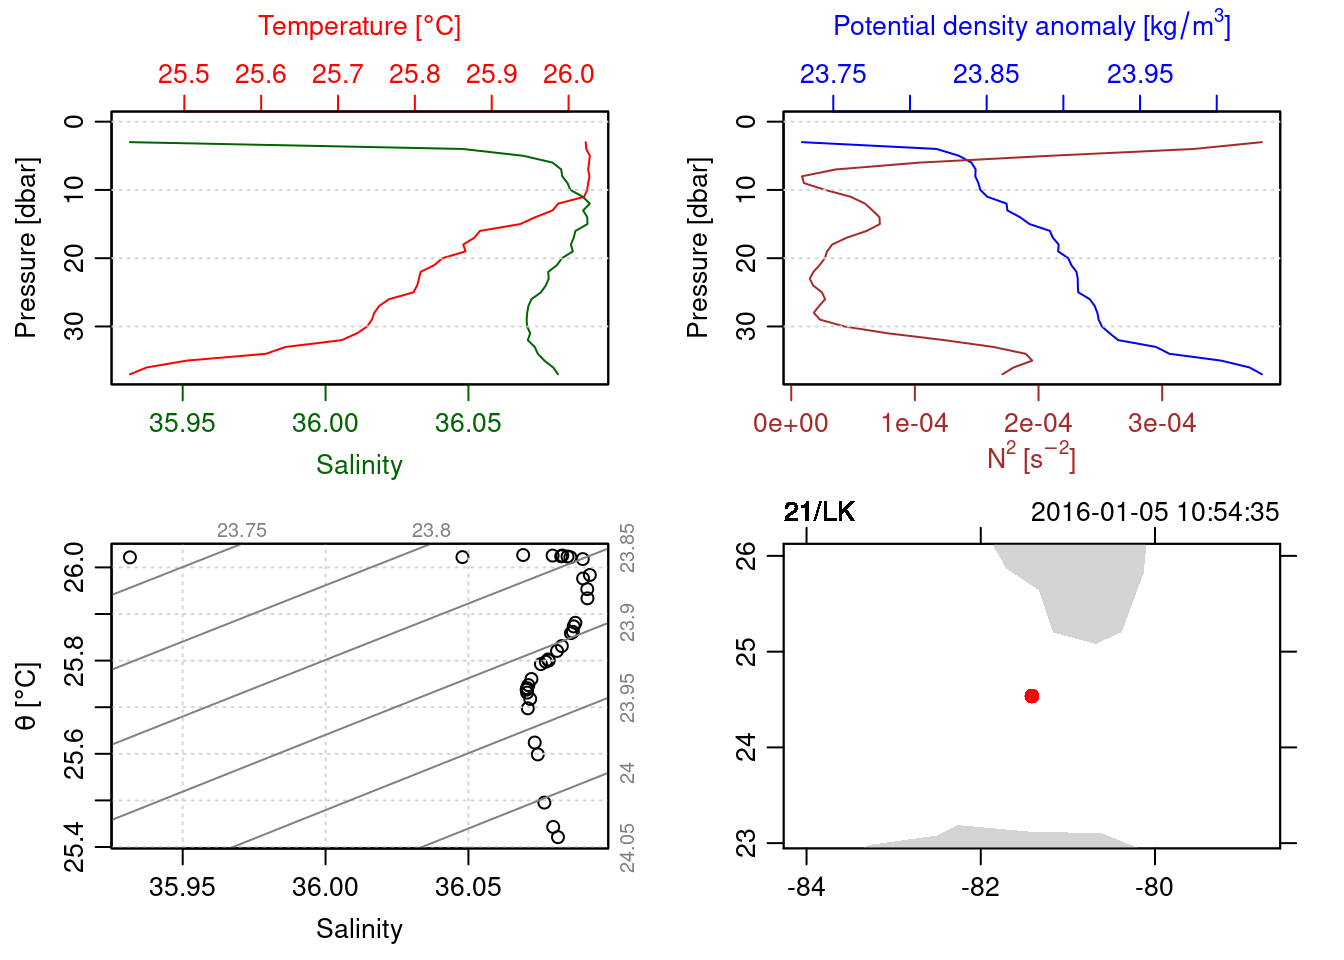 Temperature [°C]
25.5 25.6 25.7 25.8 25.9 26.0
Pressure [dbar]
0
10
20
30
35.95 36.00 36.05
Salinity
Potential density anomaly [kg/m³]
23.75 23.85 23.95
Pressure [dbar]
0
10
20
30
0e+00 1e-04 2e-04 3e-04
N² [s⁻²]
23.75 23.8 23.85
23.9
23.95
24
24.05
θ [°C]
26.0
25.8
25.6
25.4
35.95 36.00 36.05
Salinity
21/LK 2016-01-05 10:54:35
26
25
24
23
-84 -82 -80